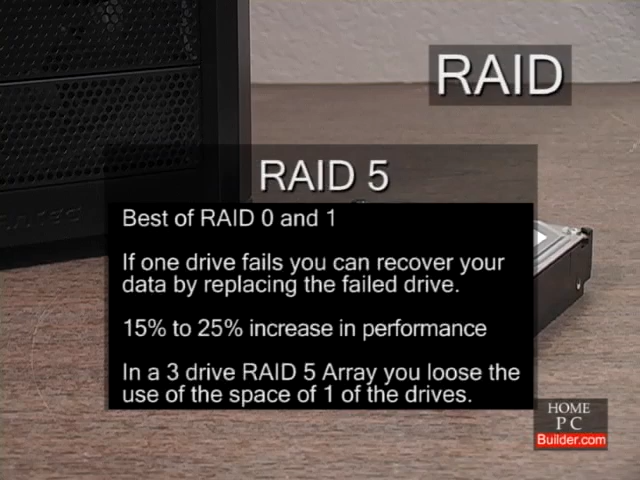 RAID
RAID 5
Best of RAID 0 and 1
If one drive fails you can recover your
data by replacing the failed drive.
15% to 25% increase in performance
In a 3 drive RAID 5 Array you loose the
use of the space of 1 of the drives.
HOME
PC
Builder.com